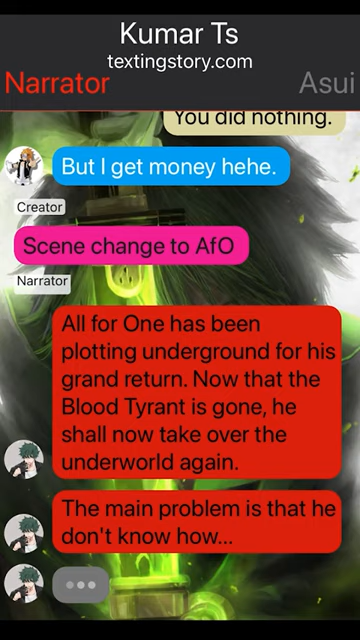 Kumar Ts
textingstory.com
Narrator
Asui
You did nothing.
But I get money hehe.
Creator
Scene change to AfO
Narrator
All for One has been
plotting underground for his
grand return. Now that the
Blood Tyrant is gone, he
shall now take over the
underworld again.
The main problem is that he
don't know how...